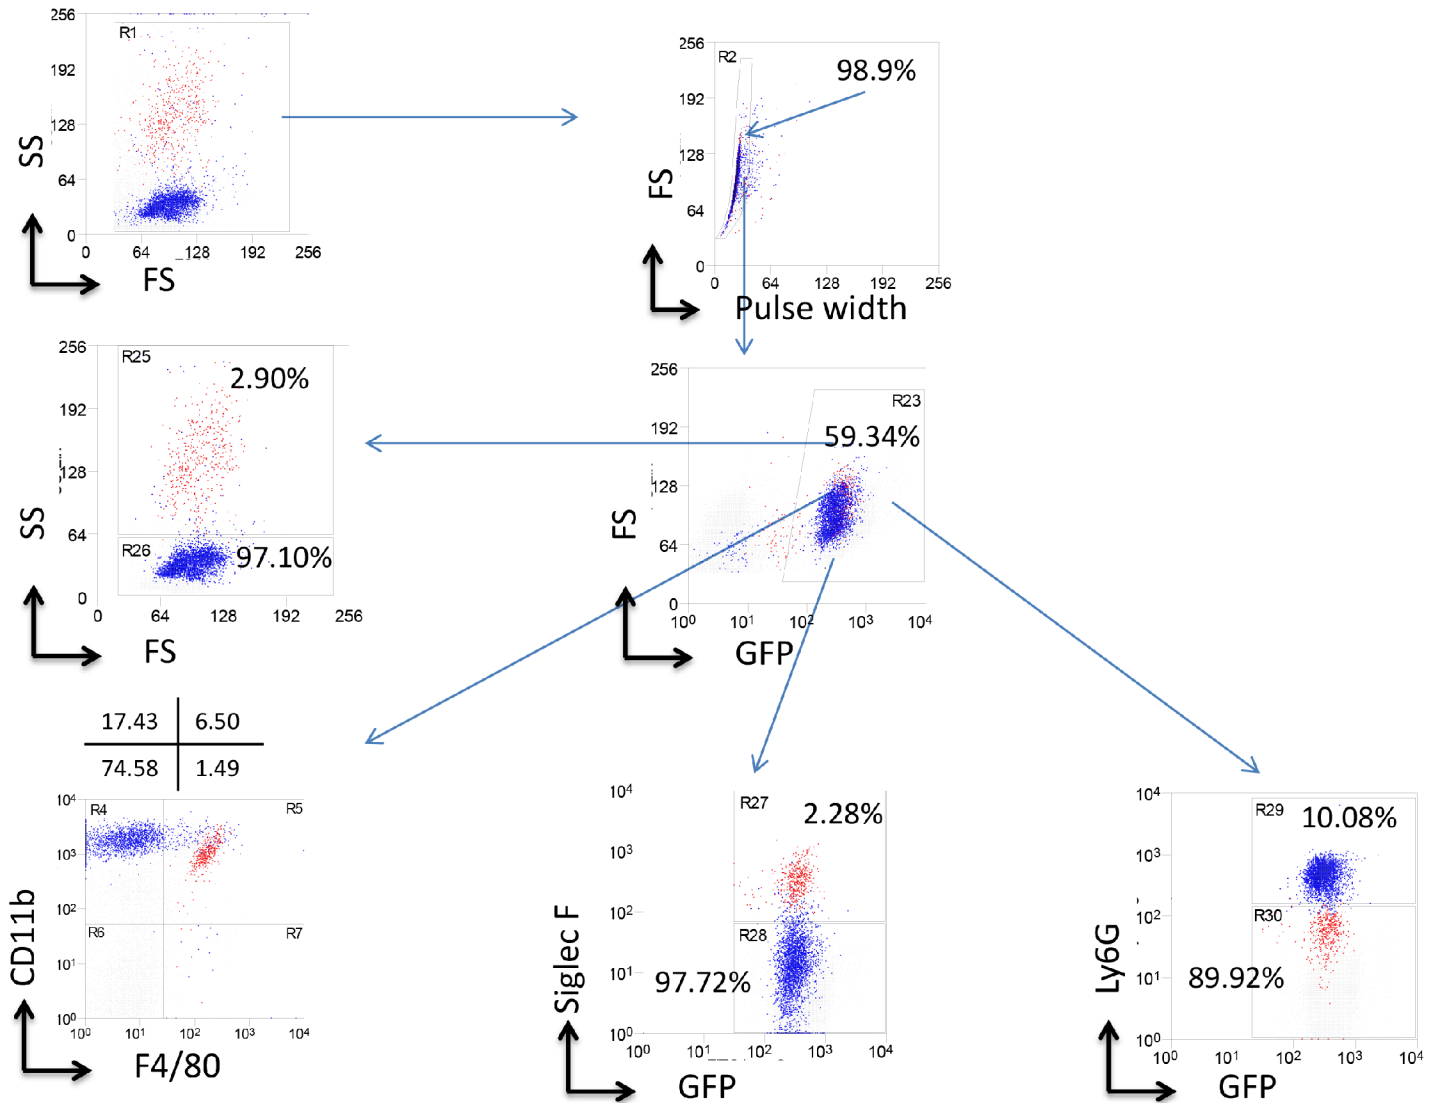 256
R1
192
128
64
0
0 64 128 192 256
SS
FS
256
R2
98.9%
192
128
64
0
0 64 128 192 256
FS
Pulse width
256
R25
2.90%
192
128
64
R26
97.10%
0
0 64 128 192 256
SS
FS
256
R23
59.34%
192
128
64
0
10⁰ 10¹ 10² 10³ 10⁴
FS
GFP
17.43 6.50
74.58 1.49
10⁴
R4 R5
10³
10²
R6 R7
10¹
10⁰
10⁰ 10¹ 10² 10³ 10⁴
CD11b
F4/80
10⁴
R27
2.28%
10³
10²
R28
10¹
97.72%
10⁰
10⁰ 10¹ 10² 10³ 10⁴
Siglec F
GFP
10⁴
R29
10.08%
10³
10²
R30
10¹
89.92%
10⁰
10⁰ 10¹ 10² 10³ 10⁴
Ly6G
GFP